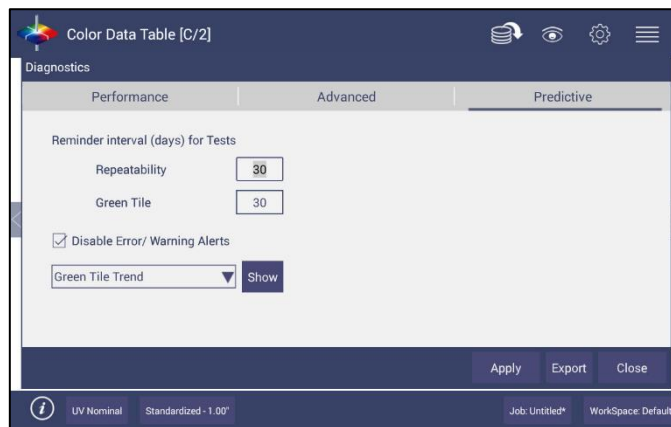 Color Data Table [C/2]
Diagnostics
Performance Advanced Predictive
Reminder interval (days) for Tests
Repeatability 30
Green Tile 30
Disable Error/ Warning Alerts
Green Tile Trend Show
Apply Export Close
i UV Nominal Standardized - 1.00" Job: Untitled* WorkSpace: Default